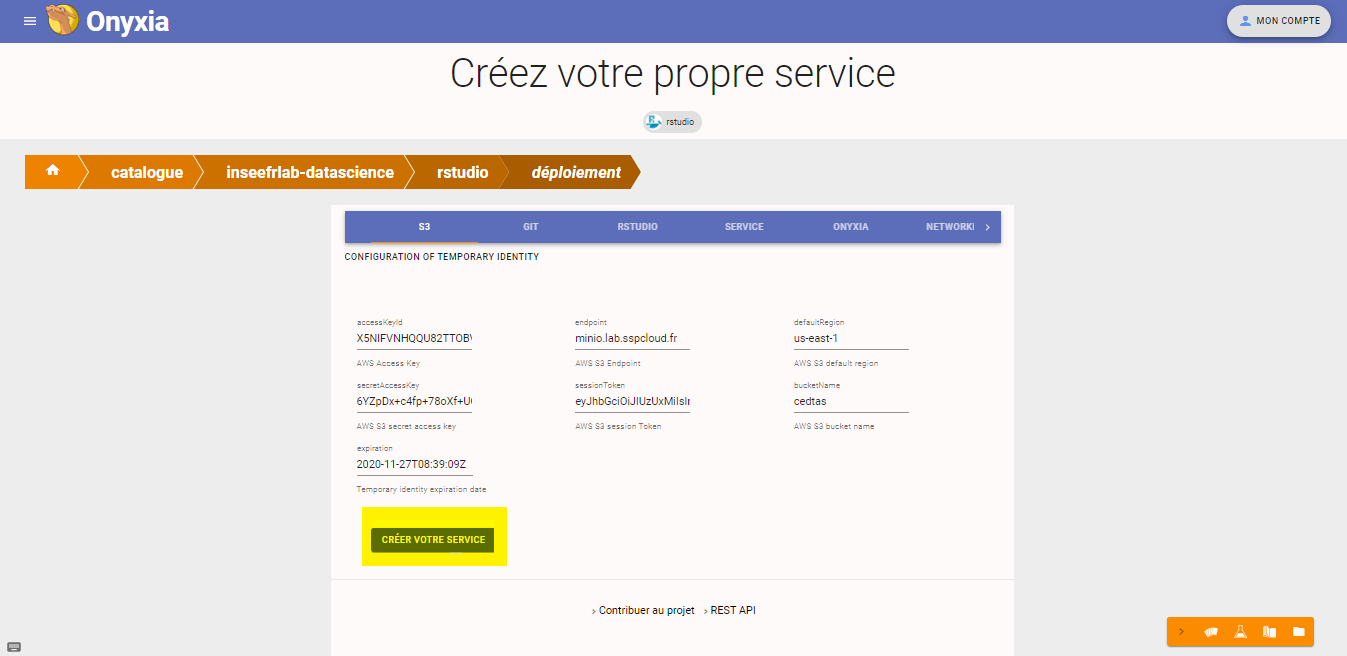 Onyxia
MON COMPTE
Créez votre propre service
rstudio
catalogue
inseefrlab-datascience
rstudio
déploiement
S3
GIT
RSTUDIO
SERVICE
ONYXIA
NETWORKI
CONFIGURATION OF TEMPORARY IDENTITY
accessKeyId
endpoint
defaultRegion
X5NIFVNHQQU82TTOB
minio.lab.sspcloud.fr
us-east-1
AWS Access Key
AWS S3 Endpoint
AWS S3 default region
secretAccessKey
sessionToken
bucketName
6YZpDx+c4fp+78oXf+U
eyJhbGciOiJIUzUxMiIsI
cedtas
AWS S3 secret access key
AWS S3 session Token
AWS S3 bucket name
expiration
2020-11-27T08:39:09Z
Temporary identity expiration date
CRÉER VOTRE SERVICE
› Contribuer au projet › REST API